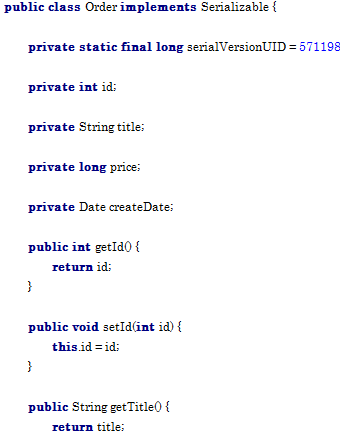 public class Order implements Serializable {
private static final long serialVersionUID = 571198
private int id;
private String title;
private long price;
private Date createDate;
public int getId() {
return id;
}
public void setId(int id) {
this.id = id;
}
public String getTitle() {
return title;